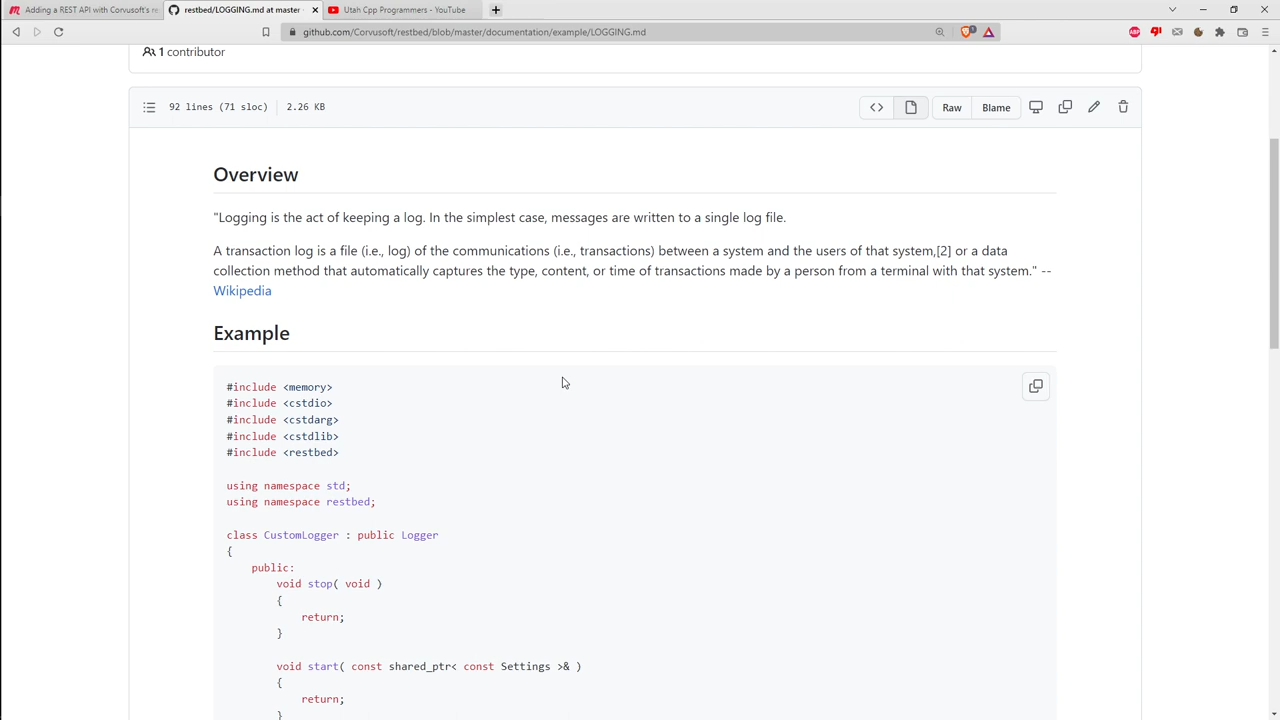 Adding a REST API with Corvusoft's re
restbed/LOGGING.md at master ·
Utah Cpp Programmers - YouTube
github.com/Corvusoft/restbed/blob/master/documentation/example/LOGGING.md
1
ABP
1 contributor
92 lines (71 sloc) 2.26 KB
Raw
Blame
Overview
"Logging is the act of keeping a log. In the simplest case, messages are written to a single log file.
A transaction log is a file (i.e., log) of the communications (i.e., transactions) between a system and the users of that system,[2] or a data
collection method that automatically captures the type, content, or time of transactions made by a person from a terminal with that system." --
Wikipedia
Example
#include <memory>
#include <cstdio>
#include <cstdarg>
#include <cstdlib>
#include <restbed>
using namespace std;
using namespace restbed;
class CustomLogger : public Logger
{
public:
void stop( void )
{
return;
}
void start( const shared_ptr< const Settings >& )
{
return;
}